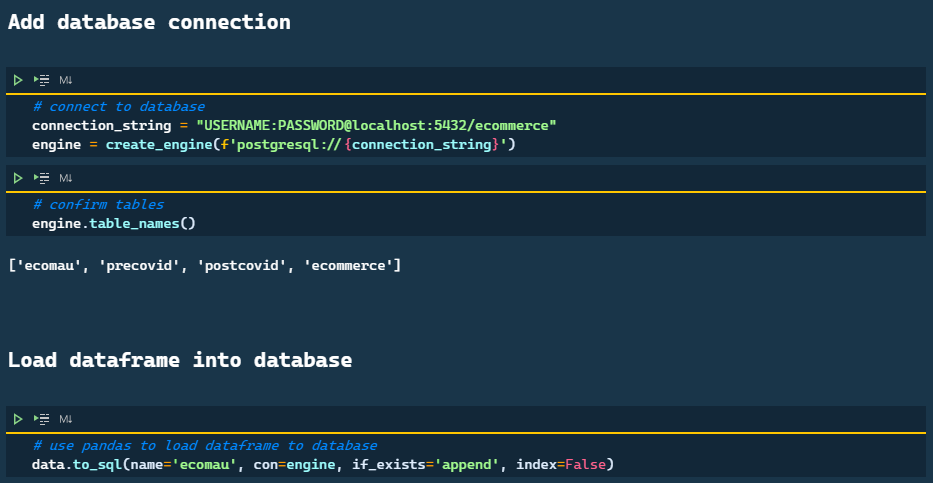 Add database connection
M↓
# connect to database
connection_string = "USERNAME:PASSWORD@localhost:5432/ecommerce"
engine = create_engine(f'postgresql://{connection_string}')
M↓
# confirm tables
engine.table_names()
['ecomau', 'precovid', 'postcovid', 'ecommerce']
Load dataframe into database
M↓
# use pandas to load dataframe to database
data.to_sql(name='ecomau', con=engine, if_exists='append', index=False)